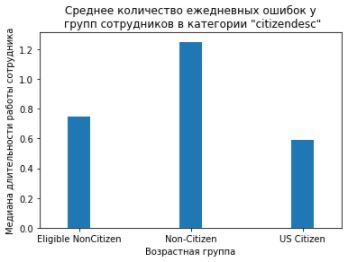 Среднее количество ежедневных ошибок у
групп сотрудников в категории "citizendesc"
Медиана длительности работы сотрудника
1.2
1.0
0.8
0.6
0.4
0.2
0.0
Eligible NonCitizen
Non-Citizen
US Citizen
Возрастная группа